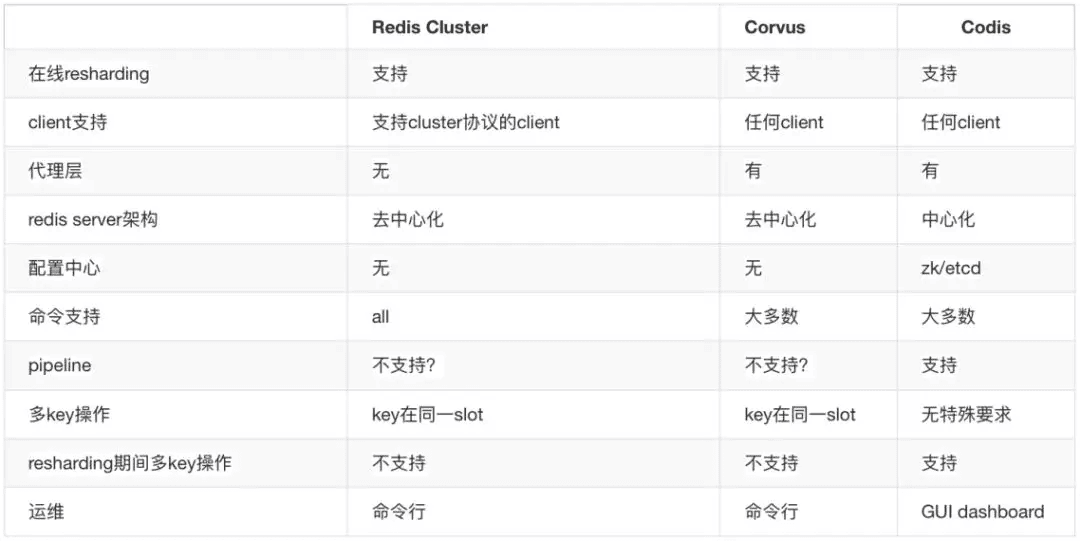 Redis Cluster Corvus Codis
在线resharding 支持 支持 支持
client支持 支持cluster协议的client 任何client 任何client
代理层 无 有 有
redis server架构 去中心化 去中心化 中心化
配置中心 无 无 zk/etcd
命令支持 all 大多数 大多数
pipeline 不支持? 不支持? 支持
多key操作 key在同一slot key在同一slot 无特殊要求
resharding期间多key操作 不支持 不支持 支持
运维 命令行 命令行 GUI dashboard